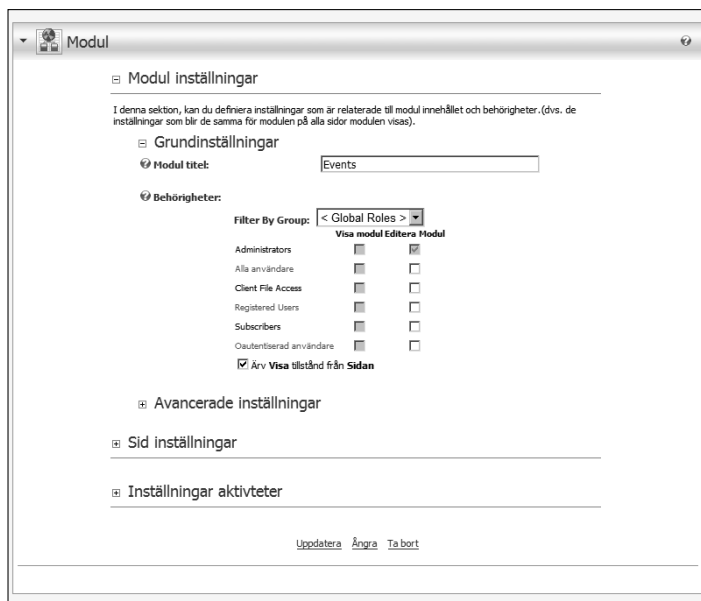 Modul
Modul inställningar
I denna sektion, kan du definiera inställningar som är relaterade till modul innehållet och behörigheter.(dvs. de
inställningar som blir de samma för modulen på alla sidor modulen visas).
Grundinställningar
Modul titel: Events
Behörigheter:
Filter By Group: < Global Roles >
Visa modul Editera Modul
Administrators
Alla användare
Client File Access
Registered Users
Subscribers
Oautentiserad användare
Ärv Visa tillstånd från Sidan
Avancerade inställningar
Sid inställningar
Inställningar aktivteter
Uppdatera Ångra Ta bort